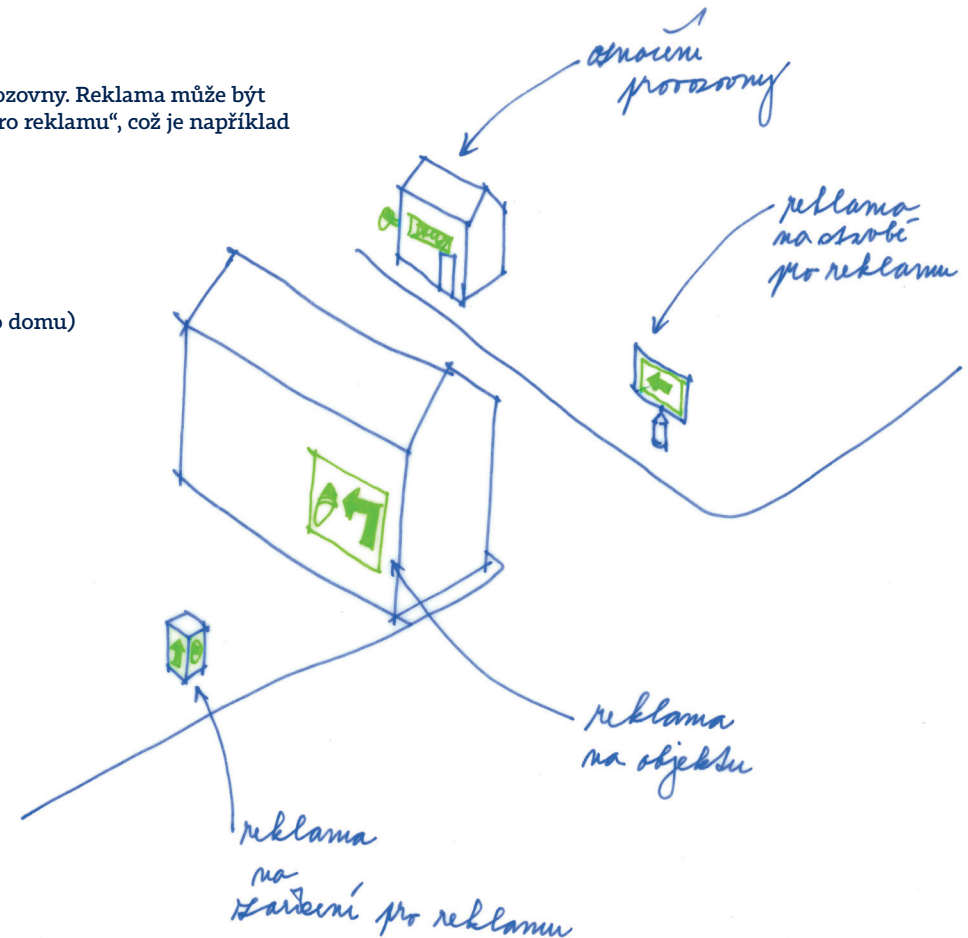 ozovny. Reklama může být
ro reklamu“, což je například
o domu)
označení
provozovny
reklama
na stavbě
pro reklamu
reklama
na objektu
reklama
na
zařízení pro reklamu